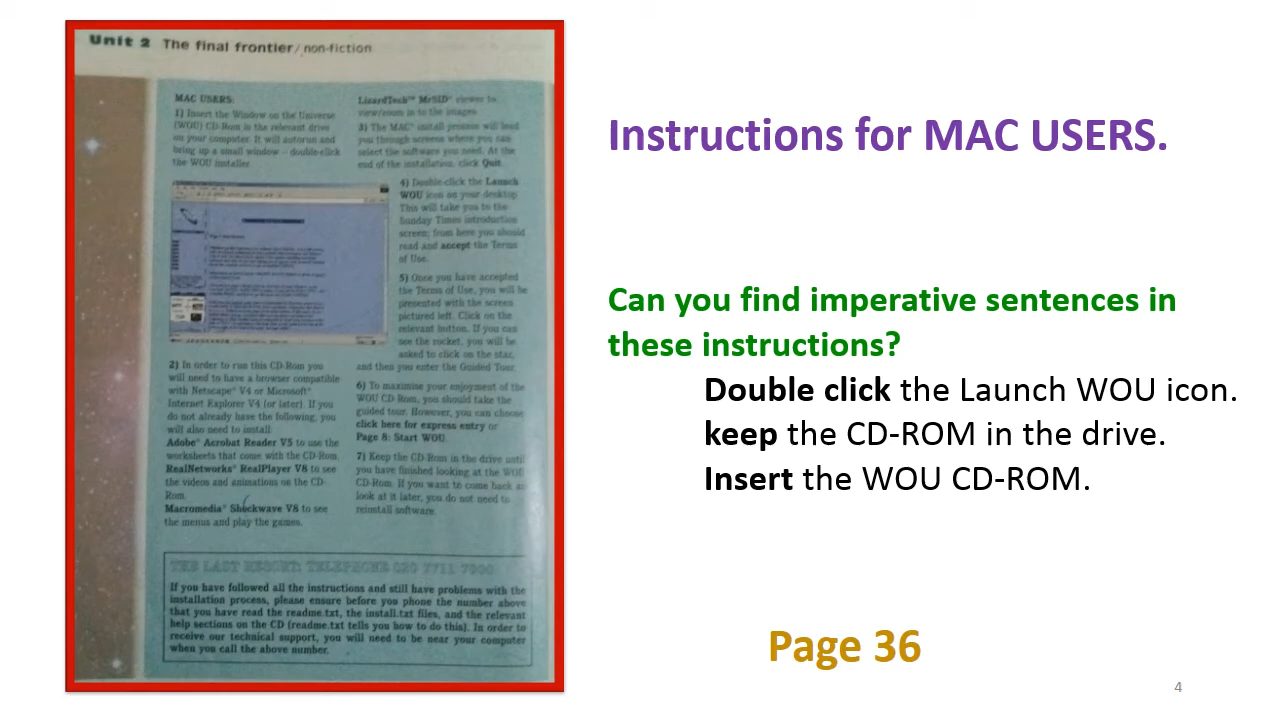 Unit 2 The final frontier / non-fiction
MAC USERS:
1) Insert the Window on the Universe
(WOU) CD-Rom in the relevant drive
on your computer. It will autorun and
bring up a small window – double-click
the WOU installer.
2) In order to run this CD-Rom you
will need to have a browser compatible
with Netscape® V4 or Microsoft®
Internet Explorer V4 (or later). If you
do not already have the following, you
will also need to install:
Adobe® Acrobat Reader V5 to use the
worksheets that come with the CD-Rom.
RealNetworks® RealPlayer V8 to see
the videos and animations on the CD-
Rom.
Macromedia® Shockwave V8 to see
the menus and play the games.
LizardTech™ MrSID® viewer to
view/zoom in to the images.
3) The MAC® install process will lead
you through screens where you can
select the software you need. At the
end of the installation, click Quit.
4) Double-click the Launch
WOU icon on your desktop.
This will take you to the
Sunday Times introduction
screen; from here you should
read and accept the Terms
of Use.
5) Once you have accepted
the Terms of Use, you will be
presented with the screen
pictured left. Click on the
relevant button. If you can
see the rocket, you will be
asked to click on the star,
and then you enter the Guided Tour.
6) To maximise your enjoyment of the
WOU CD-Rom, you should take the
guided tour. However, you can choose
click here for express entry or
Page 8: Start WOU.
7) Keep the CD-Rom in the drive until
you have finished looking at the WOU
CD-Rom. If you want to come back and
look at it later, you do not need to
reinstall software.
THE LAST RESORT: TELEPHONE 020 7711 7000
If you have followed all the instructions and still have problems with the
installation process, please ensure before you phone the number above
that you have read the readme.txt, the install.txt files, and the relevant
help sections on the CD (readme.txt tells you how to do this). In order to
receive our technical support, you will need to be near your computer
when you call the above number.
Instructions for MAC USERS.
Can you find imperative sentences in
these instructions?
Double click the Launch WOU icon.
keep the CD-ROM in the drive.
Insert the WOU CD-ROM.
Page 36
4